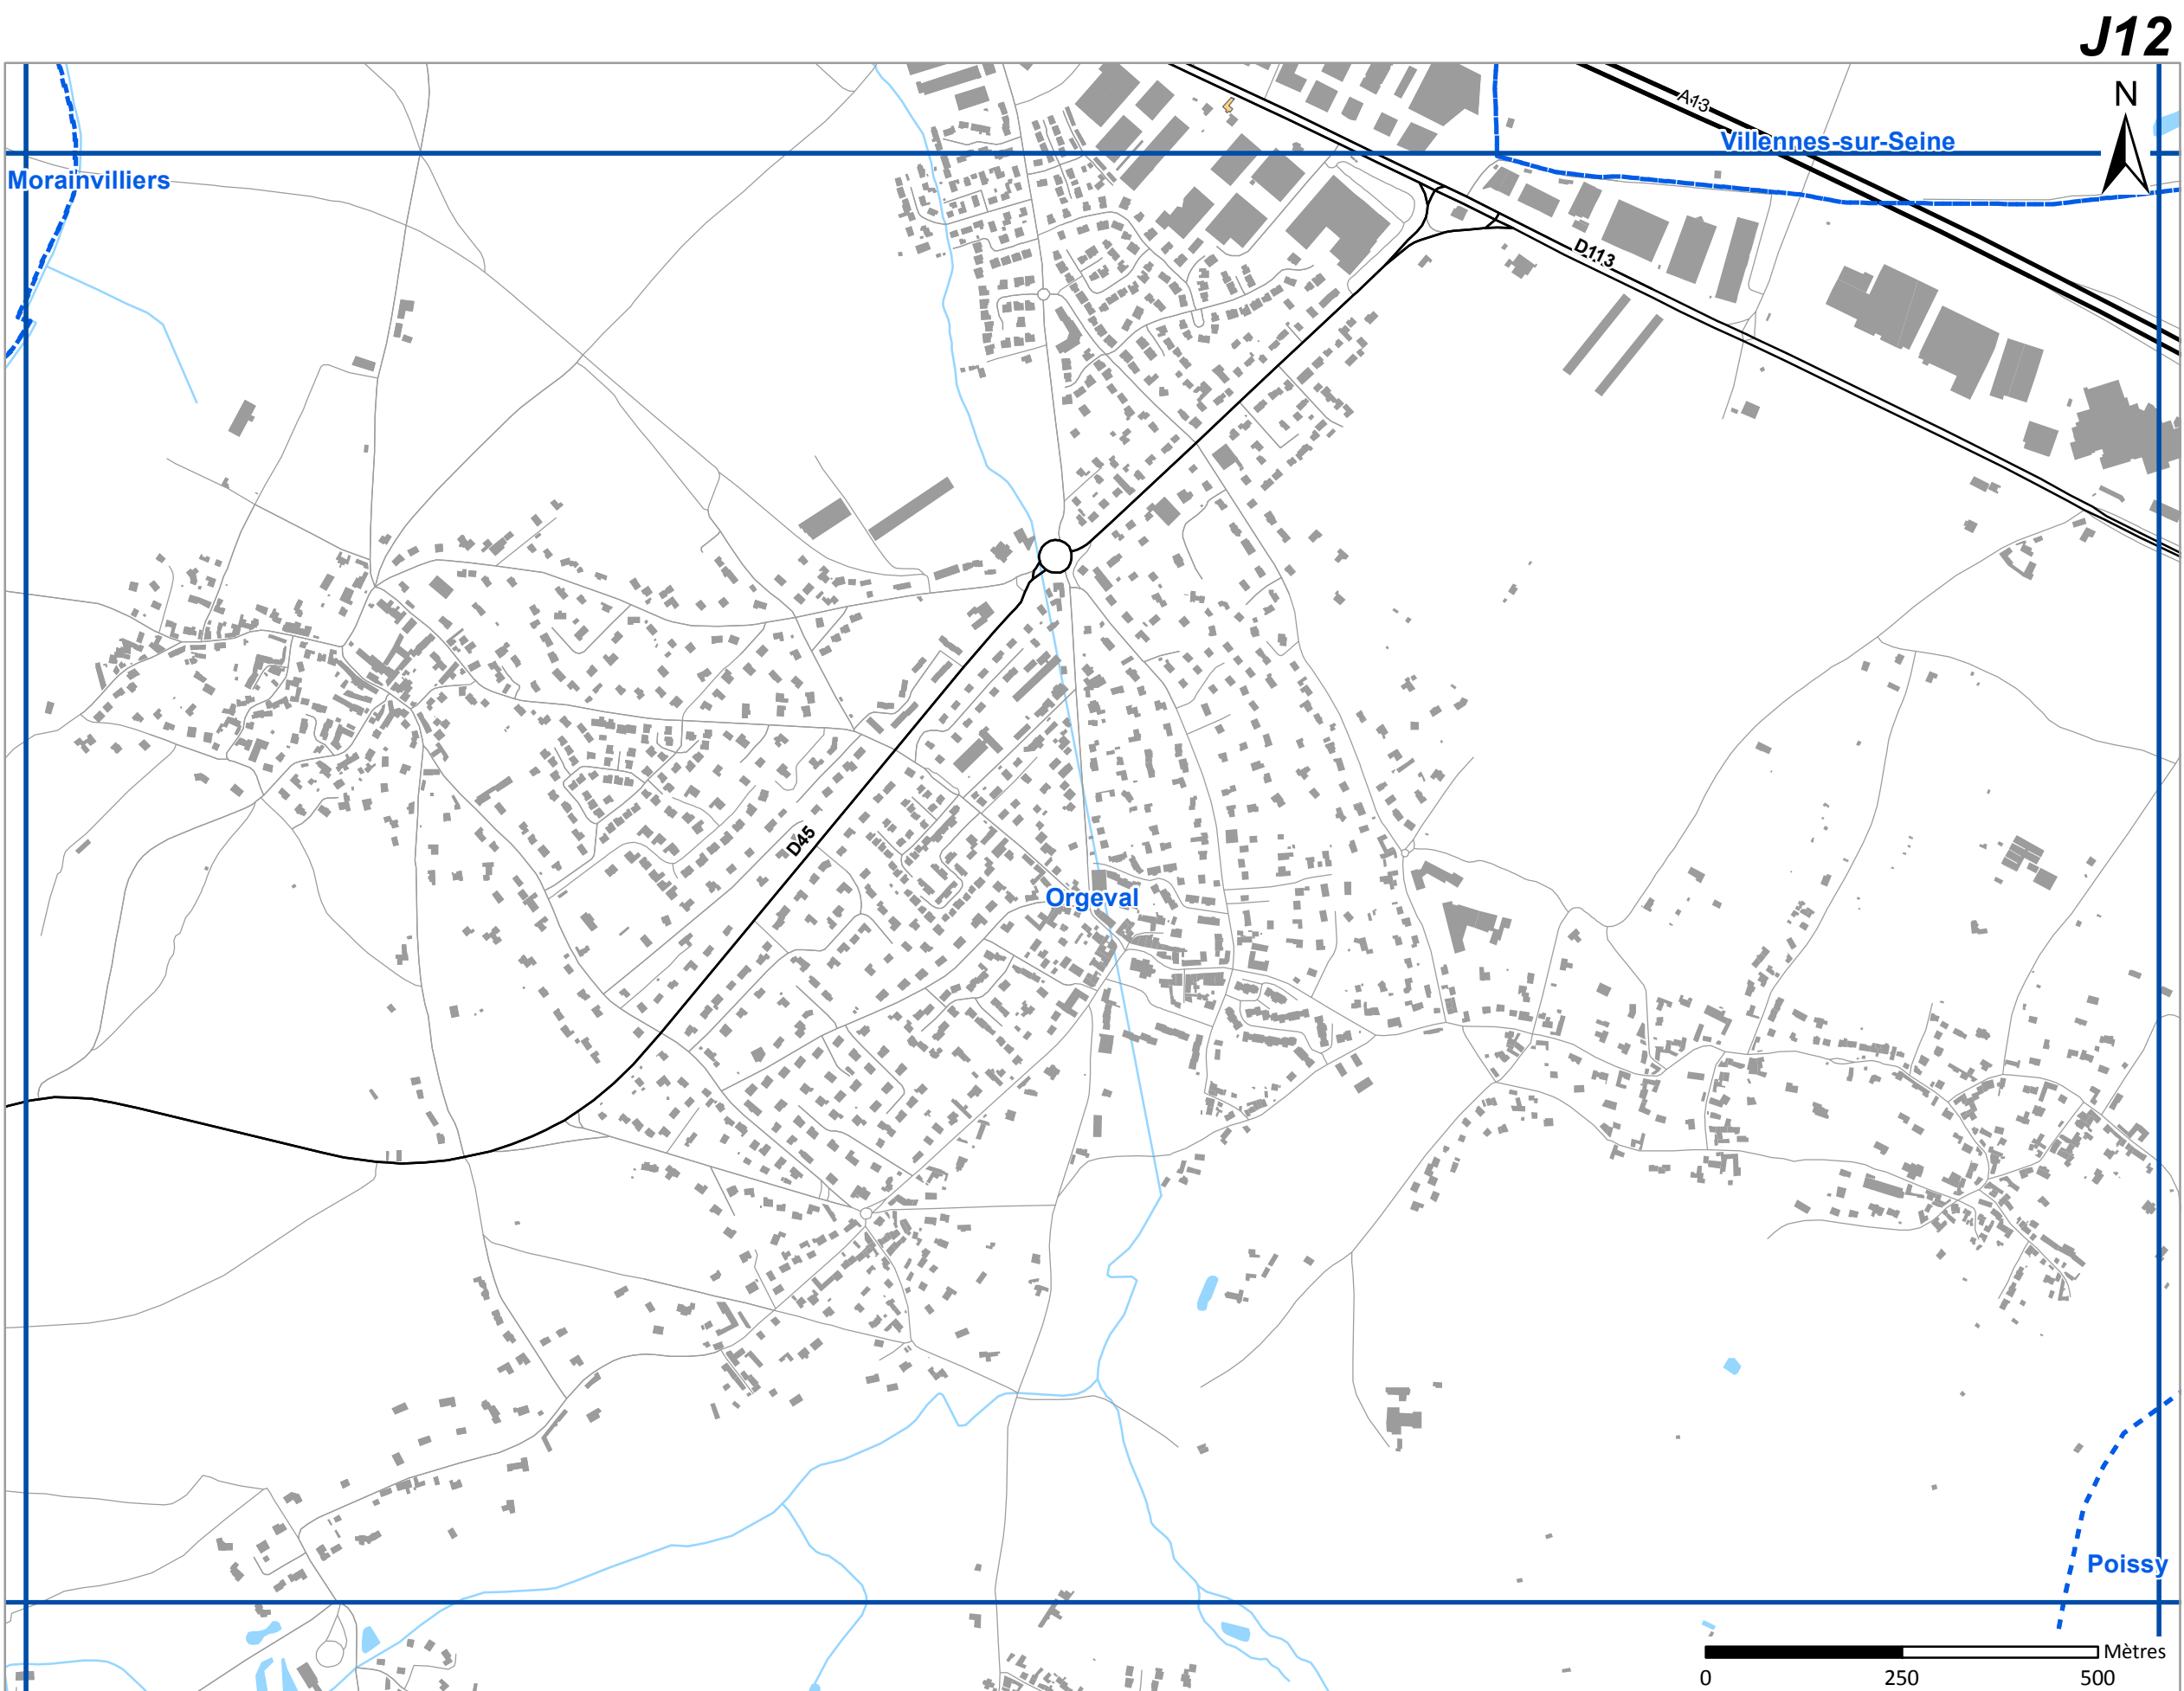 J12
N
A13
Villennes-sur-Seine
Morainvilliers
D113
D45
Orgeval
Poissy
Mètres
0 250 500